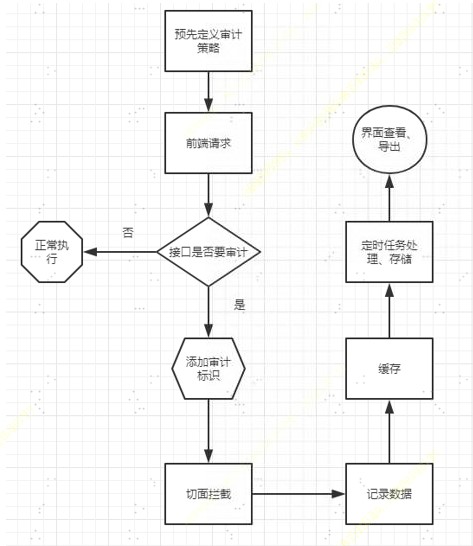 预先定义审计
策略
前端请求
界面查看、
导出
否
正常执
行
接口是否要审计
定时任务处
理、存储
是
添加审计
标识
缓存
切面拦截
记录数据